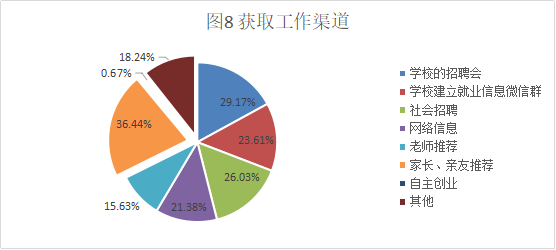 图8 获取工作渠道
18.24%
0.67%
29.17%
36.44%
23.61%
26.03%
15.63%
21.38%
学校的招聘会
学校建立就业信息微信群
社会招聘
网络信息
老师推荐
家长、亲友推荐
自主创业
其他